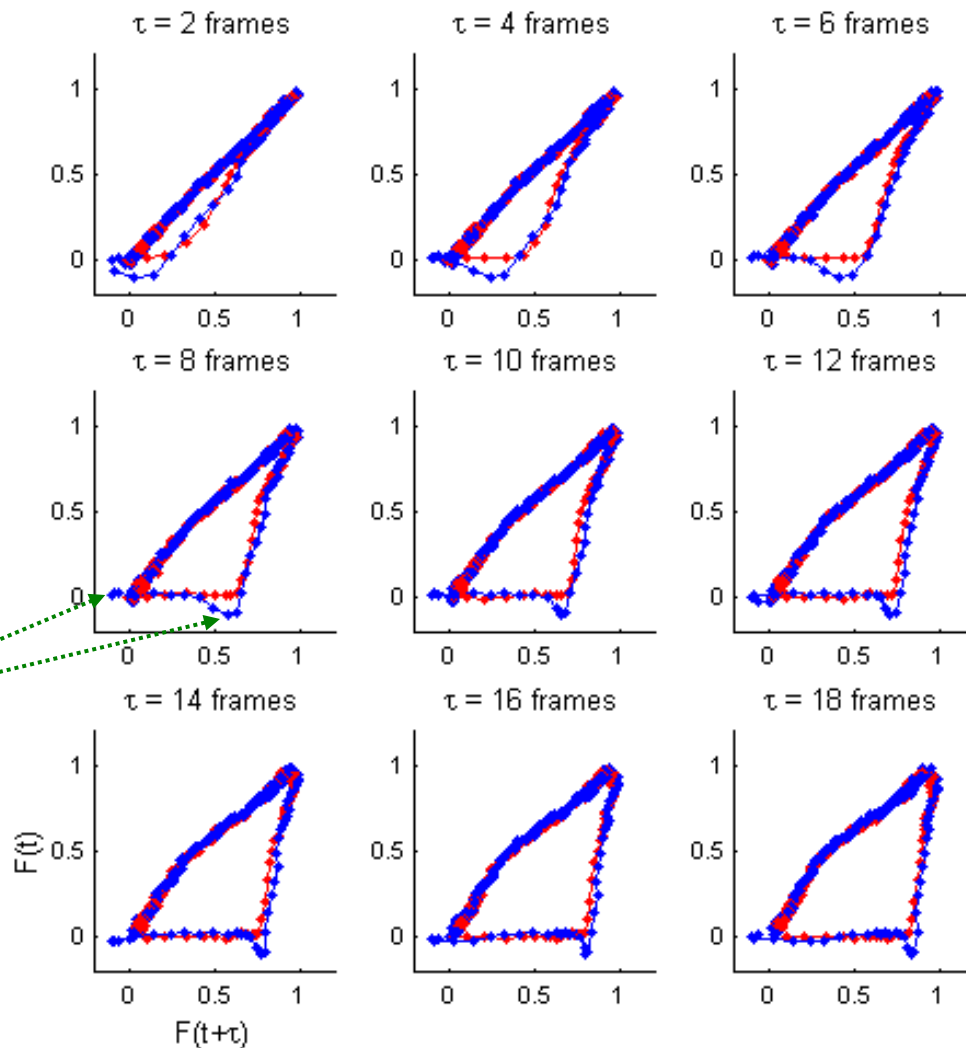 τ = 2 frames τ = 4 frames τ = 6 frames
1 1 1
0.5 0.5 0.5
0 0 0
0 0.5 1 0 0.5 1 0 0.5 1
τ = 8 frames τ = 10 frames τ = 12 frames
1 1 1
0.5 0.5 0.5
0 0 0
0 0.5 1 0 0.5 1 0 0.5 1
τ = 14 frames τ = 16 frames τ = 18 frames
1 1 1
F(t) 0.5 0.5 0.5
0 0 0
0 0.5 1 0 0.5 1 0 0.5 1
F(t+τ)